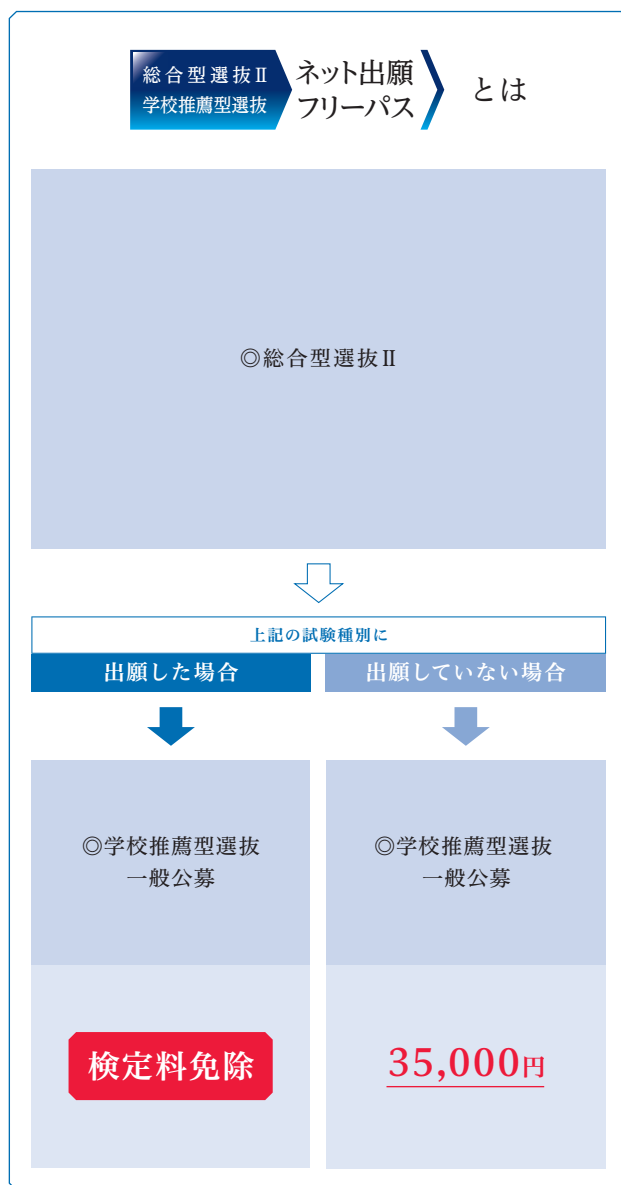 総合型選抜Ⅱ
学校推薦型選抜
ネット出願
フリーパス
とは
◎総合型選抜Ⅱ
上記の試験種別に
出願した場合
出願していない場合
◎学校推薦型選抜
一般公募
◎学校推薦型選抜
一般公募
検定料免除
35,000円